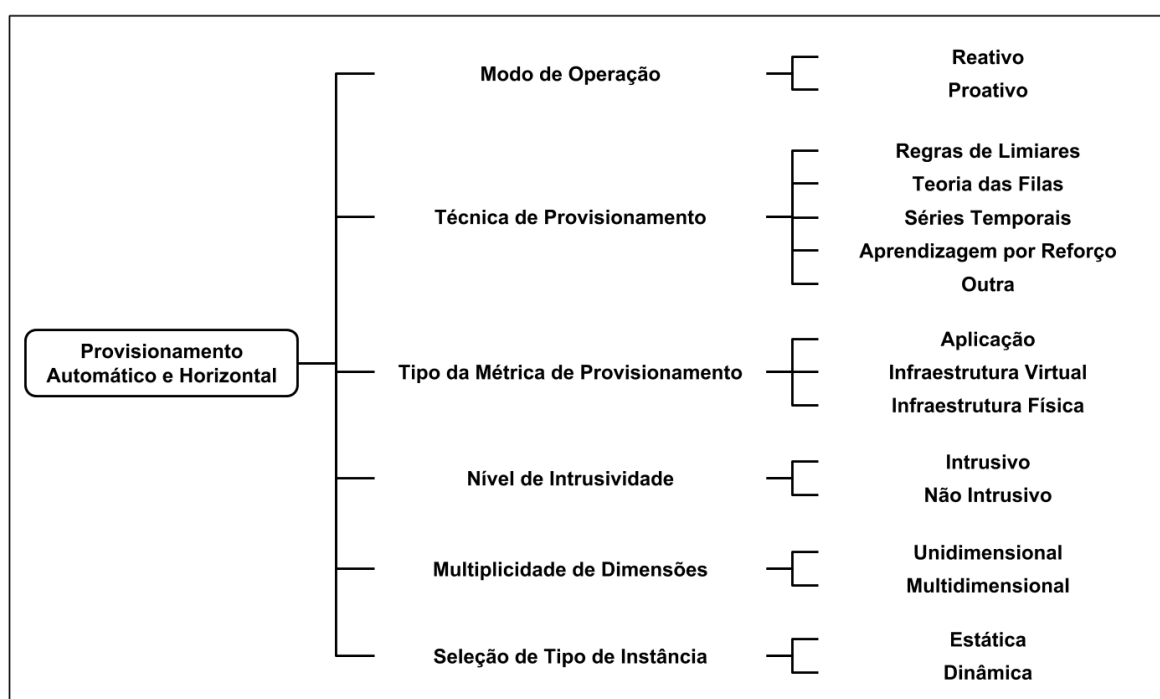 Provisionamento
Automático e Horizontal
Modo de Operação
Reativo
Proativo
Técnica de Provisionamento
Regras de Limiares
Teoria das Filas
Séries Temporais
Aprendizagem por Reforço
Outra
Tipo da Métrica de Provisionamento
Aplicação
Infraestrutura Virtual
Infraestrutura Física
Nível de Intrusividade
Intrusivo
Não Intrusivo
Multiplicidade de Dimensões
Unidimensional
Multidimensional
Seleção de Tipo de Instância
Estática
Dinâmica